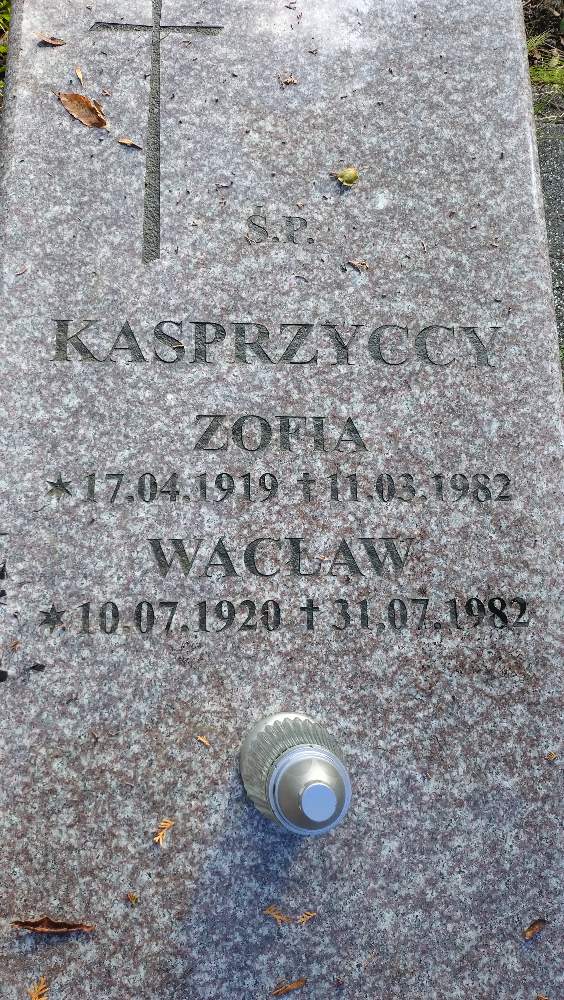 Ś.P.
KASPRZYCCY
ZOFIA
★17.04.1919 ✝11.03.1982
WACŁAW
★10.07.1920 ✝31.07.1982